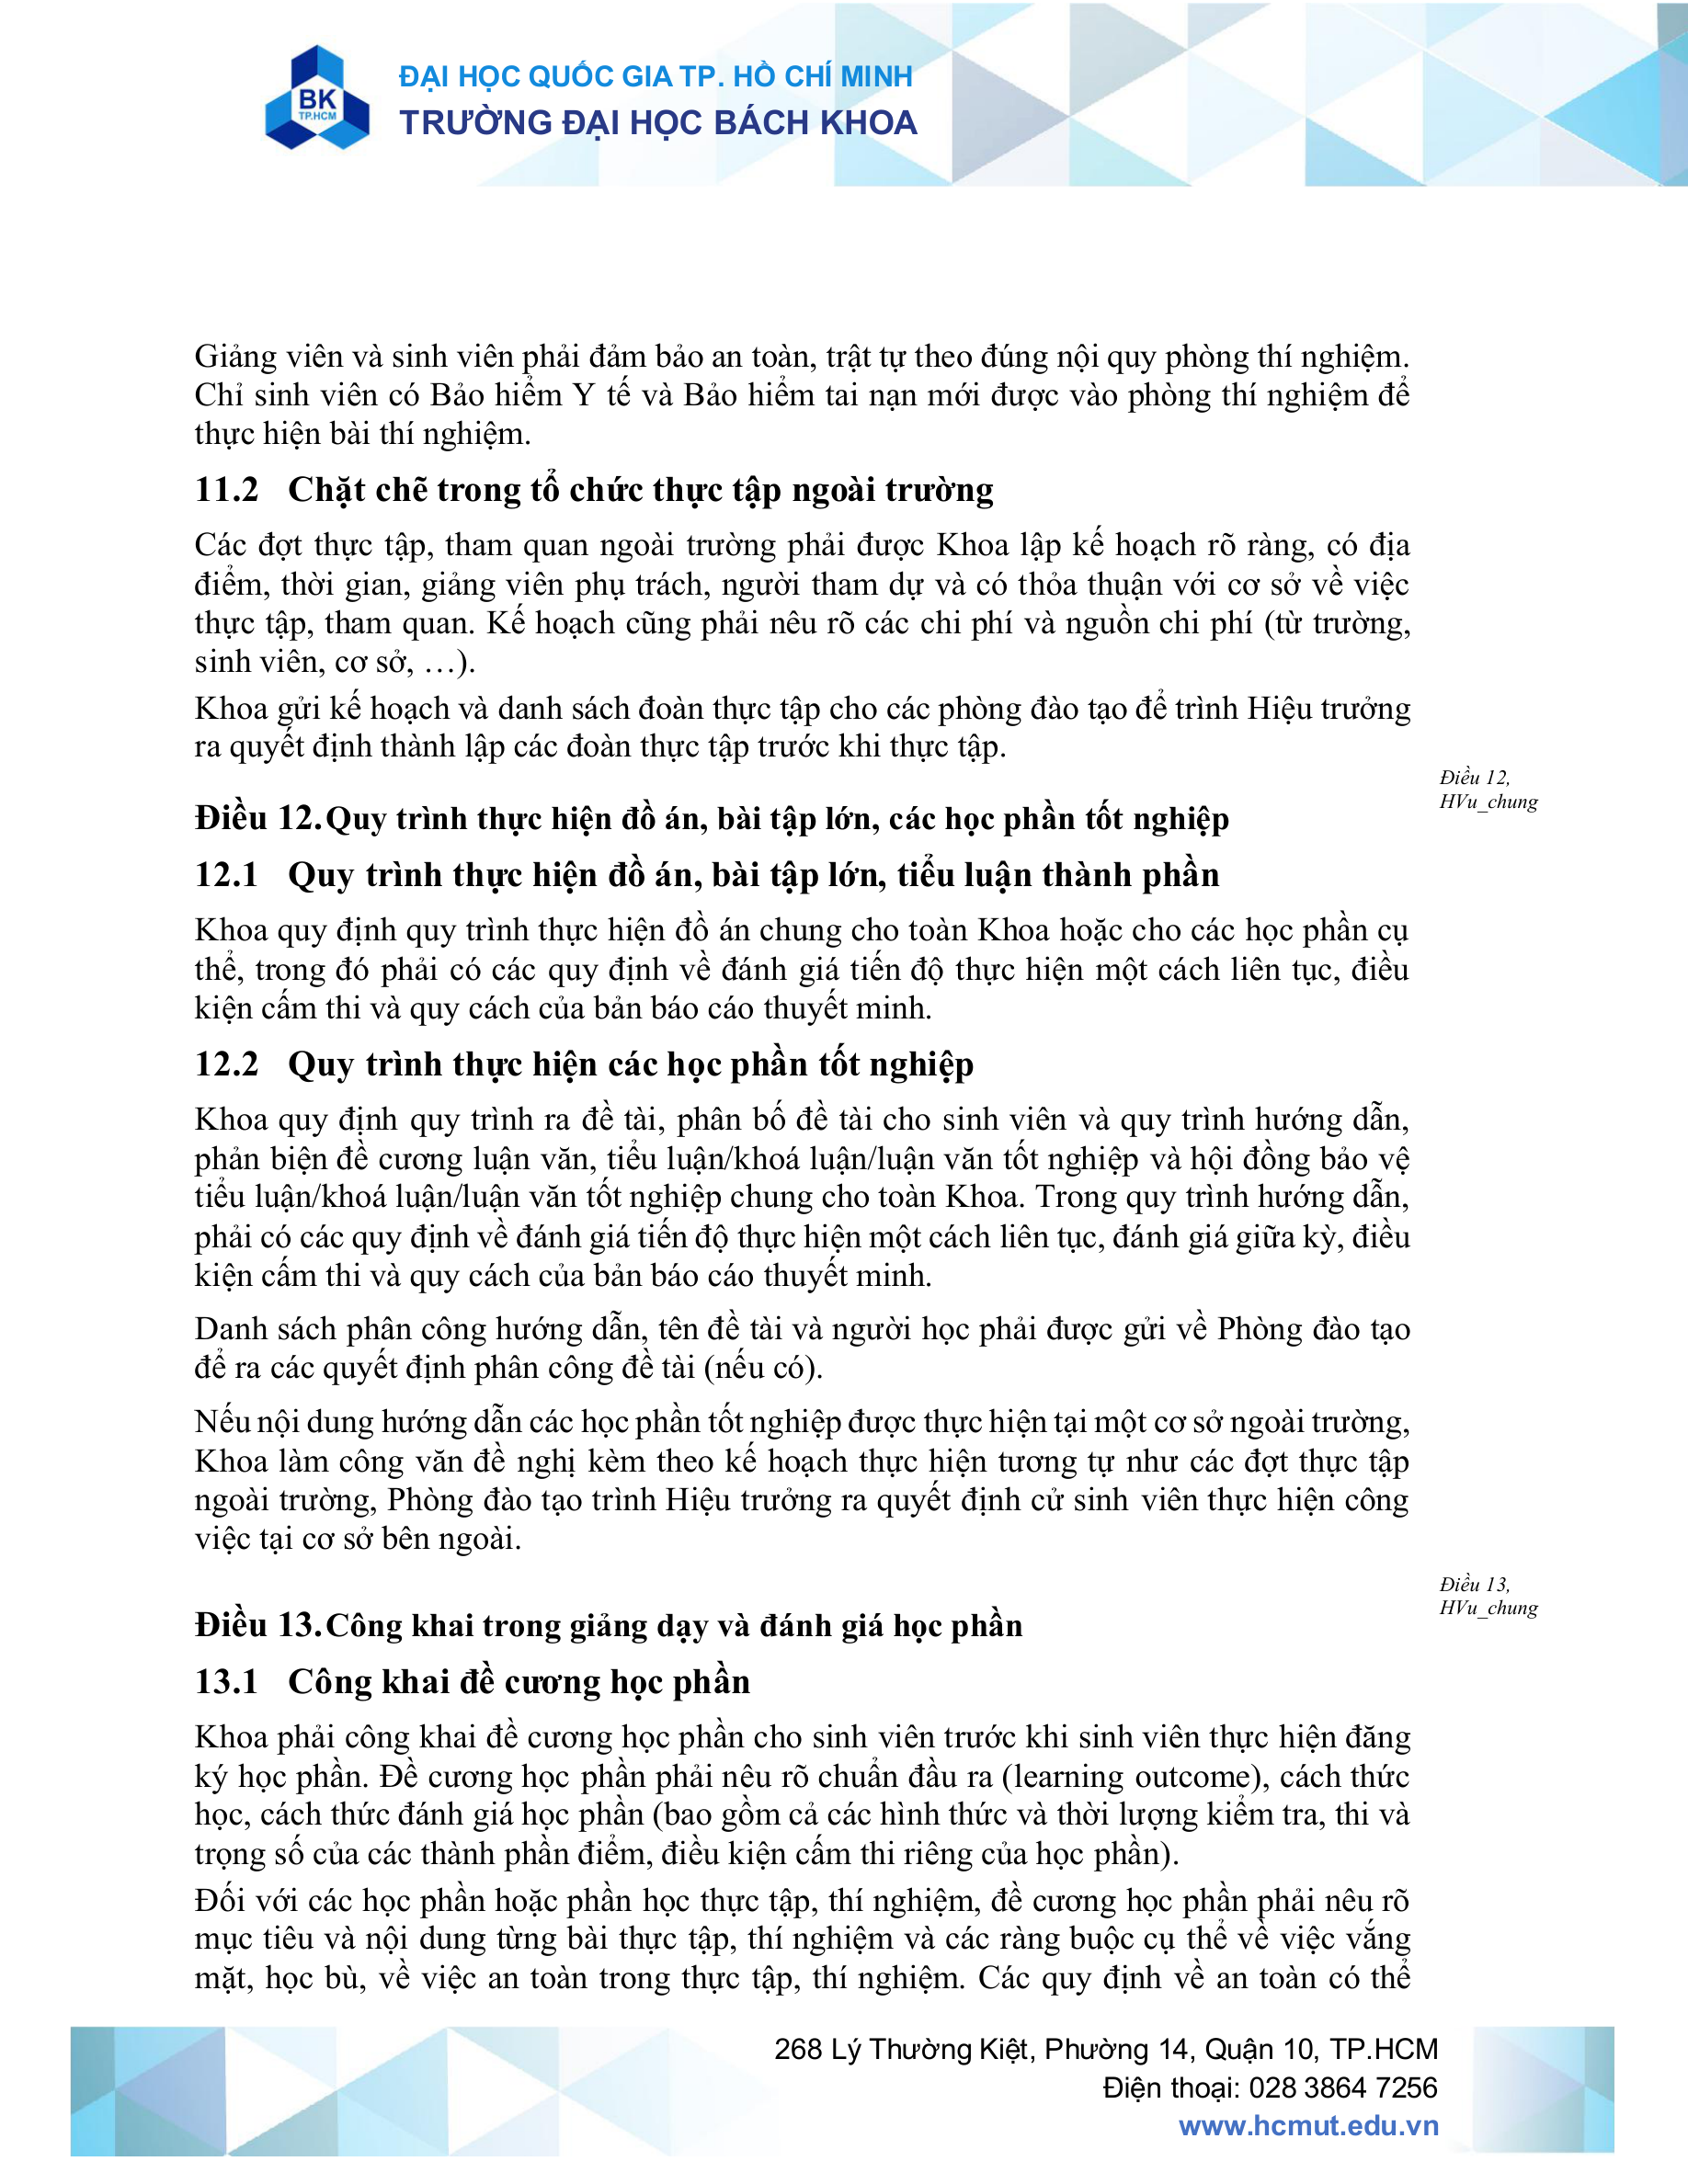 BK
TP.HCM
ĐẠI HỌC QUỐC GIA TP. HỒ CHÍ MINH
TRƯỜNG ĐẠI HỌC BÁCH KHOA
Giảng viên và sinh viên phải đảm bảo an toàn, trật tự theo đúng nội quy phòng thí nghiệm.
Chỉ sinh viên có Bảo hiểm Y tế và Bảo hiểm tai nạn mới được vào phòng thí nghiệm để
thực hiện bài thí nghiệm.
11.2 Chặt chẽ trong tổ chức thực tập ngoài trường
Các đợt thực tập, tham quan ngoài trường phải được Khoa lập kế hoạch rõ ràng, có địa
điểm, thời gian, giảng viên phụ trách, người tham dự và có thỏa thuận với cơ sở về việc
thực tập, tham quan. Kế hoạch cũng phải nêu rõ các chi phí và nguồn chi phí (từ trường,
sinh viên, cơ sở, …).
Khoa gửi kế hoạch và danh sách đoàn thực tập cho các phòng đào tạo để trình Hiệu trưởng
ra quyết định thành lập các đoàn thực tập trước khi thực tập.
Điều 12,
HVu_chung
Điều 12. Quy trình thực hiện đồ án, bài tập lớn, các học phần tốt nghiệp
12.1 Quy trình thực hiện đồ án, bài tập lớn, tiểu luận thành phần
Khoa quy định quy trình thực hiện đồ án chung cho toàn Khoa hoặc cho các học phần cụ
thể, trong đó phải có các quy định về đánh giá tiến độ thực hiện một cách liên tục, điều
kiện cấm thi và quy cách của bản báo cáo thuyết minh.
12.2 Quy trình thực hiện các học phần tốt nghiệp
Khoa quy định quy trình ra đề tài, phân bố đề tài cho sinh viên và quy trình hướng dẫn,
phản biện đề cương luận văn, tiểu luận/khoá luận/luận văn tốt nghiệp và hội đồng bảo vệ
tiểu luận/khoá luận/luận văn tốt nghiệp chung cho toàn Khoa. Trong quy trình hướng dẫn,
phải có các quy định về đánh giá tiến độ thực hiện một cách liên tục, đánh giá giữa kỳ, điều
kiện cấm thi và quy cách của bản báo cáo thuyết minh.
Danh sách phân công hướng dẫn, tên đề tài và người học phải được gửi về Phòng đào tạo
để ra các quyết định phân công đề tài (nếu có).
Nếu nội dung hướng dẫn các học phần tốt nghiệp được thực hiện tại một cơ sở ngoài trường,
Khoa làm công văn đề nghị kèm theo kế hoạch thực hiện tương tự như các đợt thực tập
ngoài trường, Phòng đào tạo trình Hiệu trưởng ra quyết định cử sinh viên thực hiện công
việc tại cơ sở bên ngoài.
Điều 13,
HVu_chung
Điều 13. Công khai trong giảng dạy và đánh giá học phần
13.1 Công khai đề cương học phần
Khoa phải công khai đề cương học phần cho sinh viên trước khi sinh viên thực hiện đăng
ký học phần. Đề cương học phần phải nêu rõ chuẩn đầu ra (learning outcome), cách thức
học, cách thức đánh giá học phần (bao gồm cả các hình thức và thời lượng kiểm tra, thi và
trọng số của các thành phần điểm, điều kiện cấm thi riêng của học phần).
Đối với các học phần hoặc phần học thực tập, thí nghiệm, đề cương học phần phải nêu rõ
mục tiêu và nội dung từng bài thực tập, thí nghiệm và các ràng buộc cụ thể về việc vắng
mặt, học bù, về việc an toàn trong thực tập, thí nghiệm. Các quy định về an toàn có thể
268 Lý Thường Kiệt, Phường 14, Quận 10, TP.HCM
Điện thoại: 028 3864 7256
www.hcmut.edu.vn